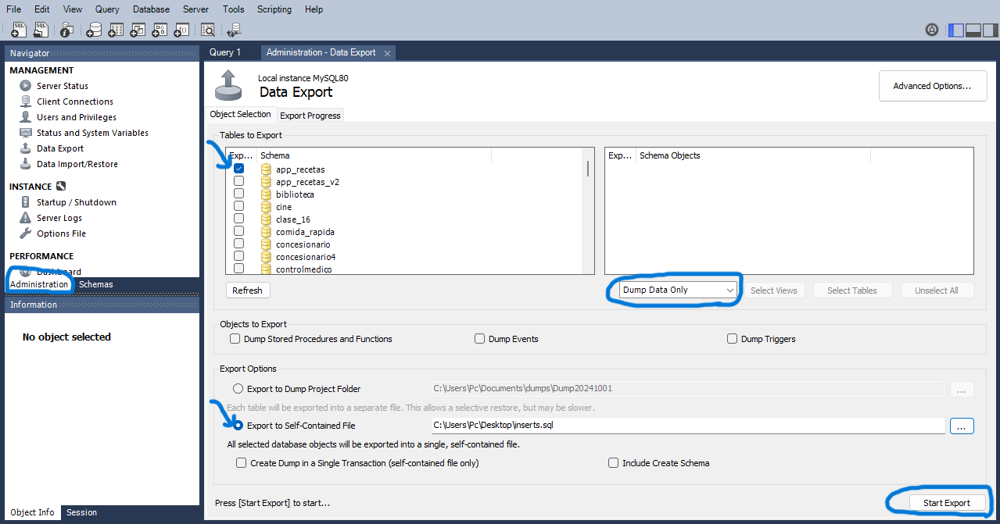 File Edit View Query Database Server Tools Scripting Help
Navigator
MANAGEMENT
Server Status
Client Connections
Users and Privileges
Status and System Variables
Data Export
Data Import/Restore
INSTANCE
Startup / Shutdown
Server Logs
Options File
PERFORMANCE
Dashboard
Administration Schemas
Information
No object selected
Object Info Session
Query 1 Administration - Data Export
Local instance MySQL80
Data Export
Advanced Options...
Object Selection Export Progress
Tables to Export
Exp... Schema
app_recetas
app_recetas_v2
biblioteca
cine
clase_16
comida_rapida
concesionario
concesionario4
controlmedico
Exp... Schema Objects
Refresh Dump Data Only Select Views Select Tables Unselect All
Objects to Export
Dump Stored Procedures and Functions Dump Events Dump Triggers
Export Options
Export to Dump Project Folder C:\Users\Pc\Documents\dumps\Dump20241001 ...
Each table will be exported into a separate file. This allows a selective restore, but may be slower.
Export to Self-Contained File C:\Users\Pc\Desktop\inserts.sql ...
All selected database objects will be exported into a single, self-contained file.
Create Dump in a Single Transaction (self-contained file only) Include Create Schema
Press [Start Export] to start... Start Export